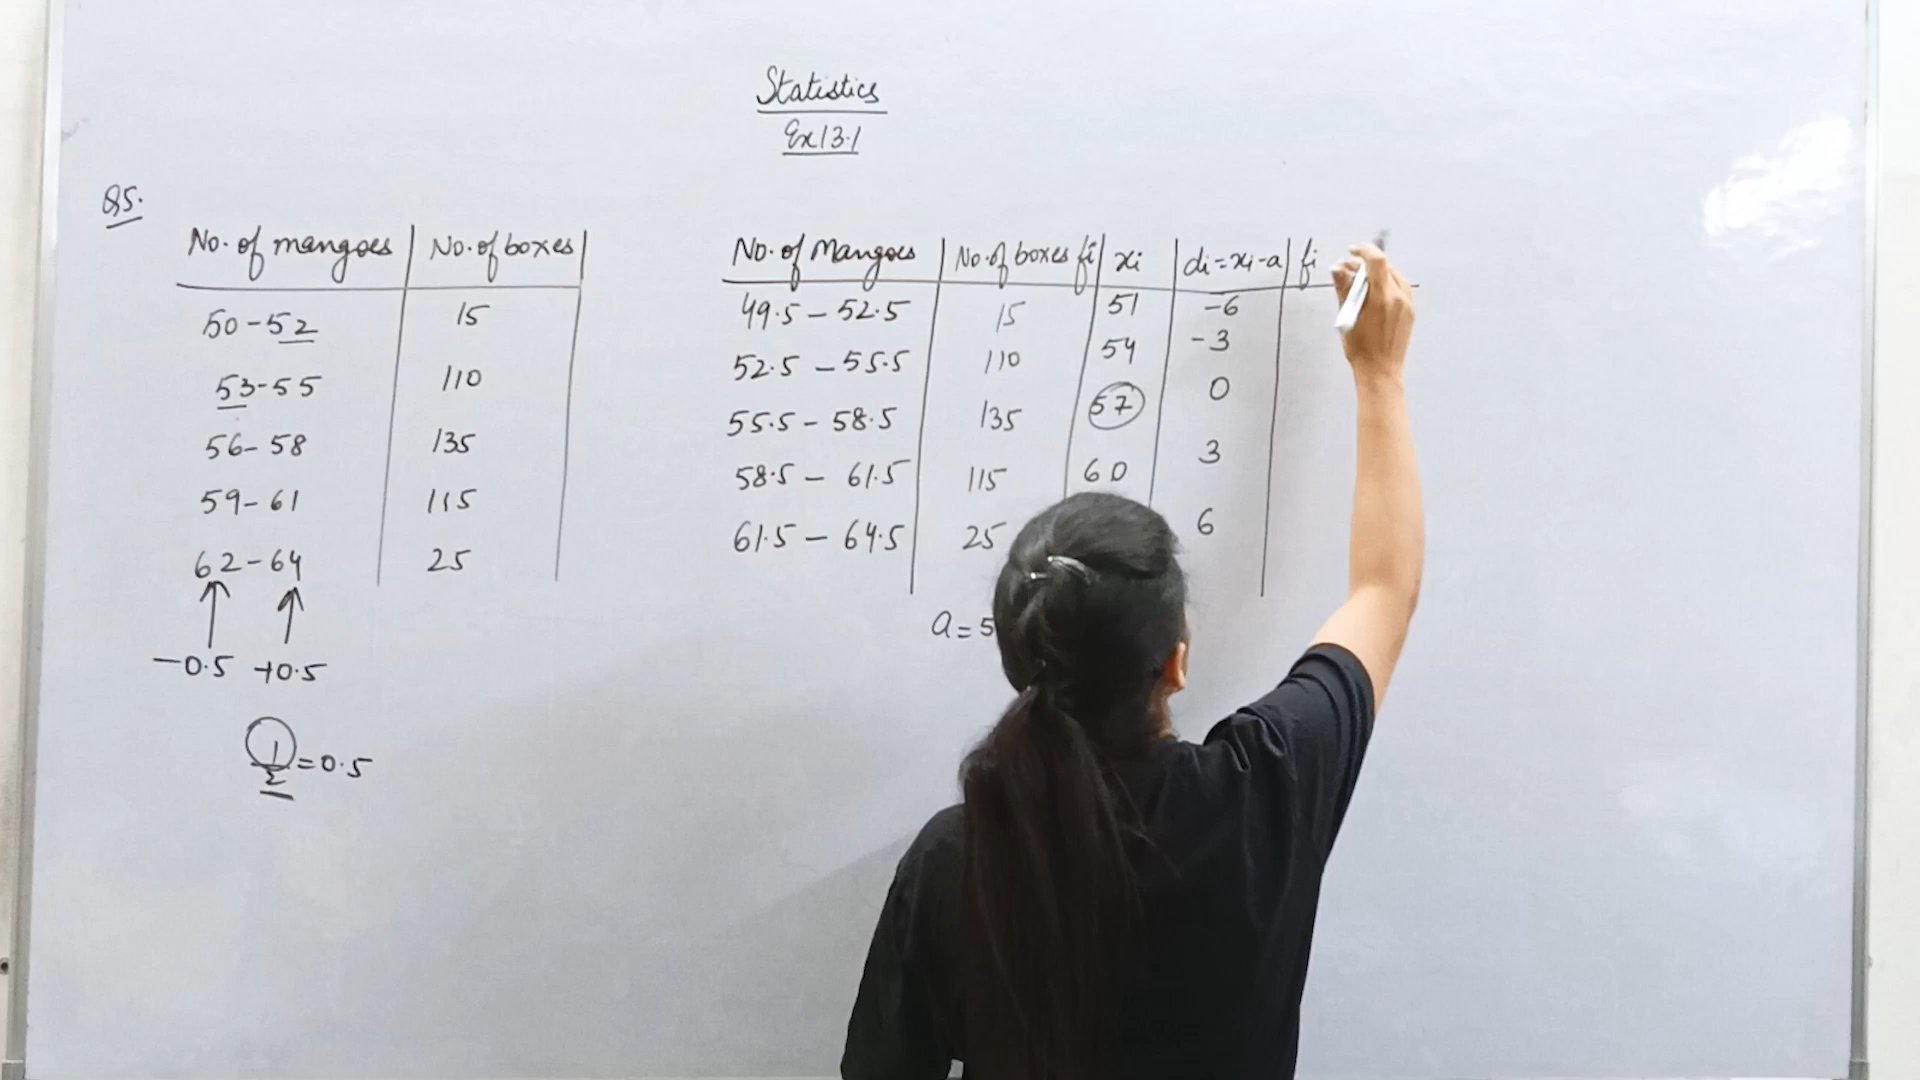 Statistics
Ex 13.1
Q5.
No. of mangoes | No. of boxes
50-52 15
53-55 110
56-58 135
59-61 115
62-64 25
-0.5 +0.5
1/2 = 0.5
No. of Mangoes | No. of boxes fi | xi | di = xi - a | fi
49.5 - 52.5 15 51 -6
52.5 - 55.5 110 54 -3
55.5 - 58.5 135 57 0
58.5 - 61.5 115 60 3
61.5 - 64.5 25 6
a = 5